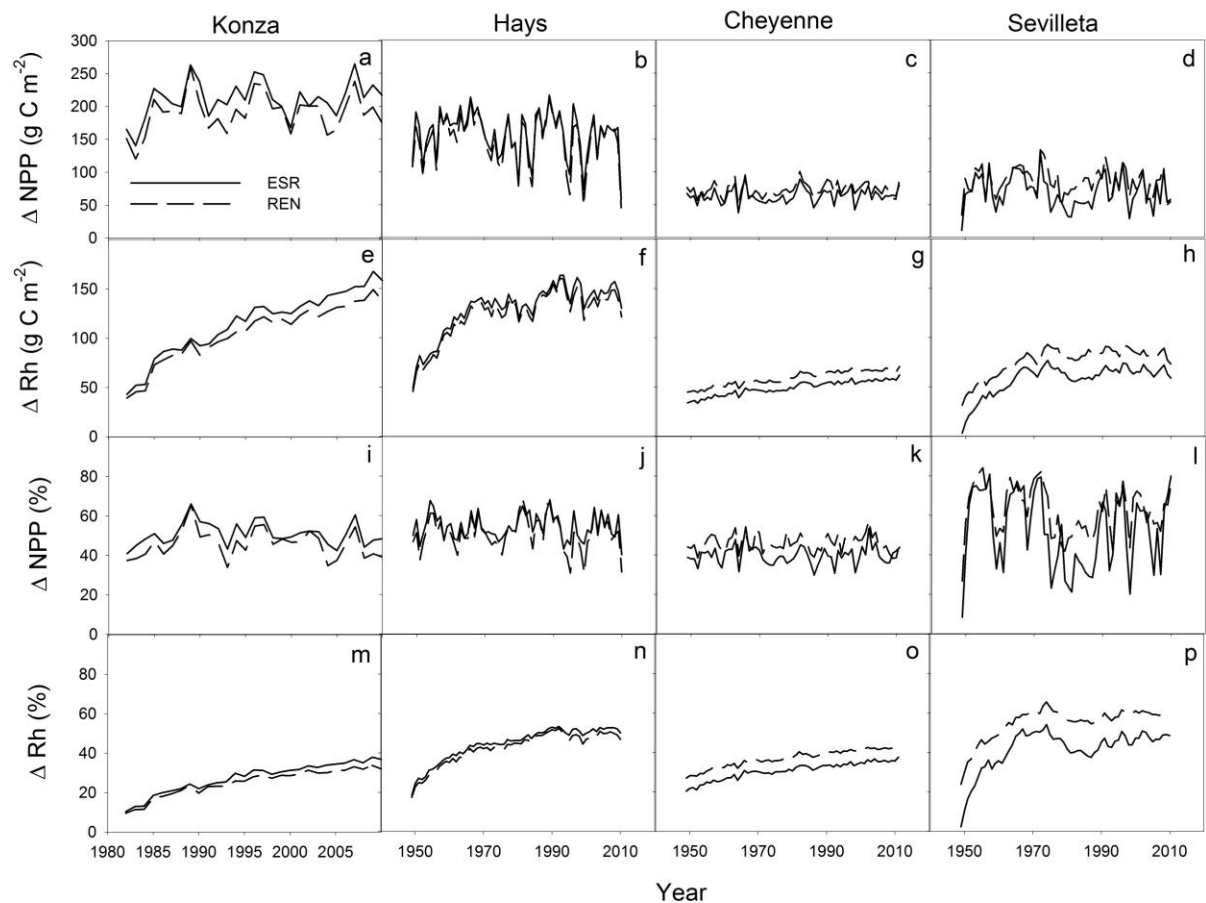 Konza Hays Cheyenne Sevilleta
300 a b c d
250
200
150
100
50
0
Δ NPP (g C m⁻²)
ESR
REN
e f g h
150
100
50
0
Δ Rh (g C m⁻²)
i j k l
80
60
40
20
0
Δ NPP (%)
m n o p
80
60
40
20
0
Δ Rh (%)
1980 1985 1990 1995 2000 2005 1950 1970 1990 2010 1950 1970 1990 2010 1950 1970 1990 2010
Year